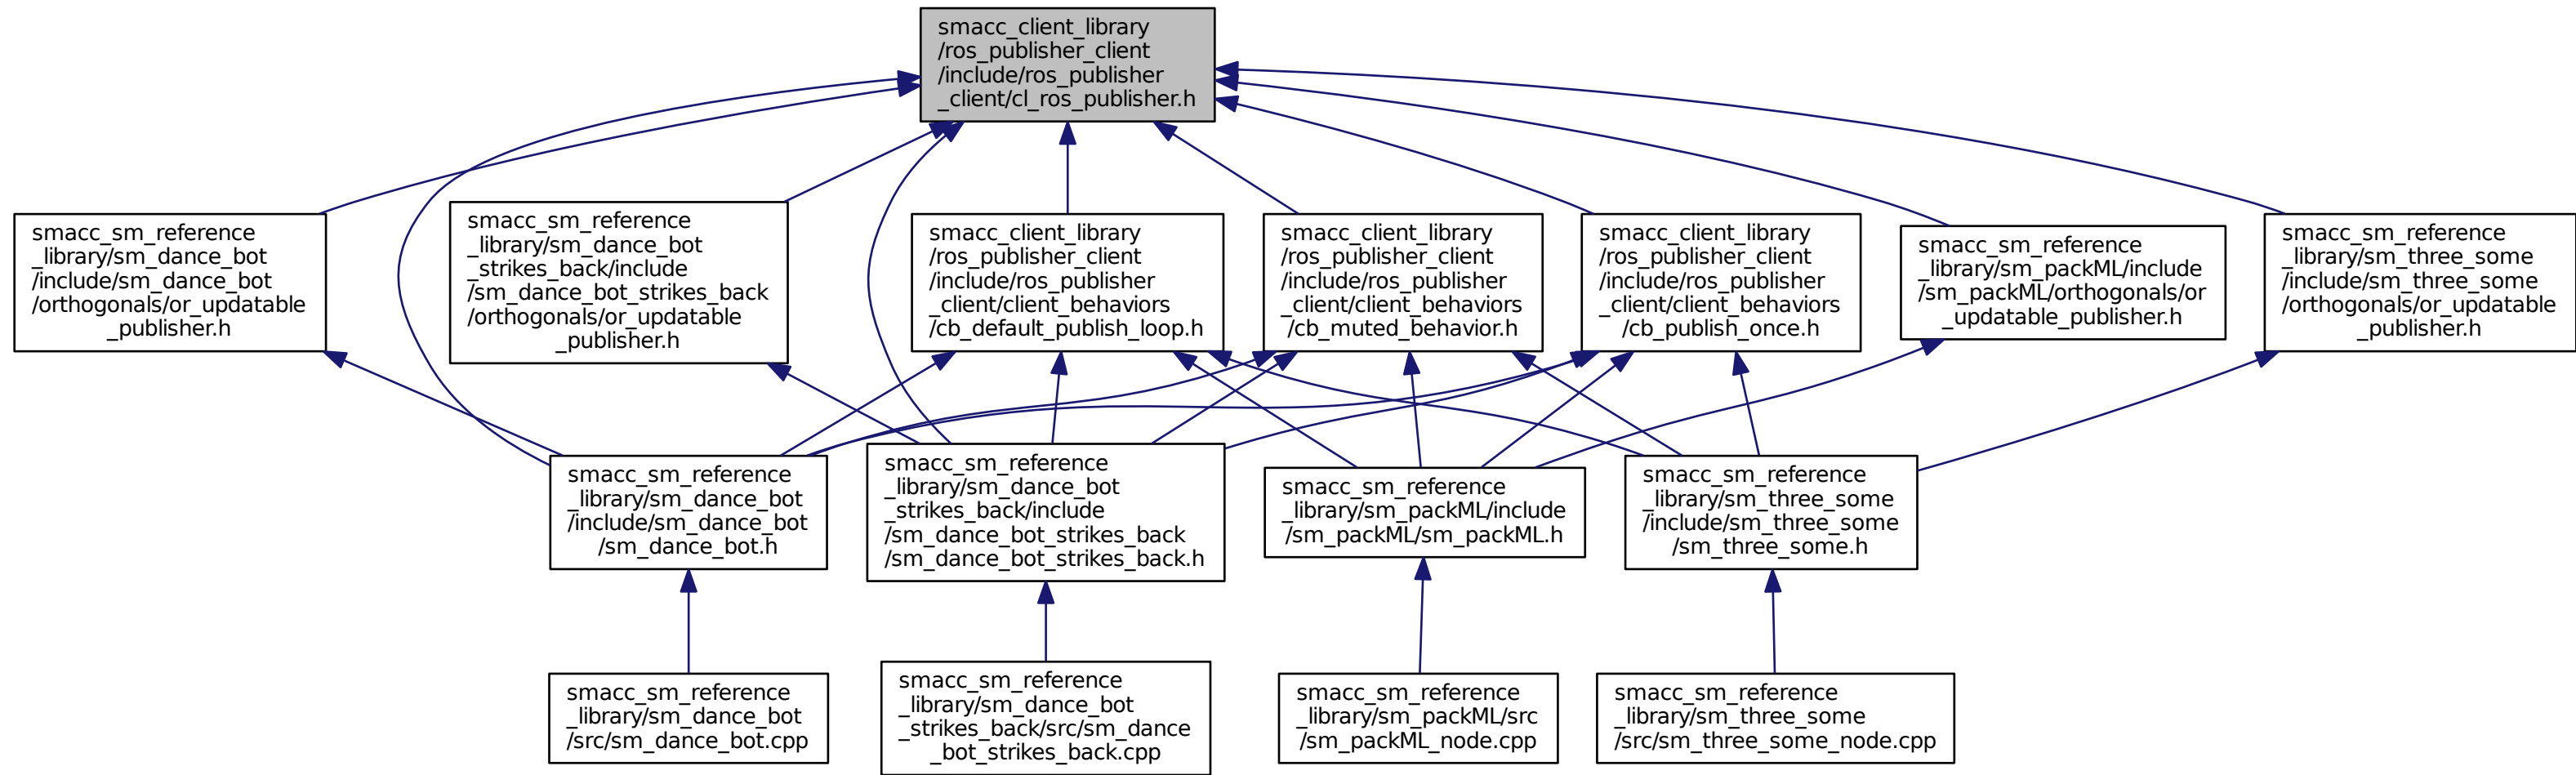 smacc_client_library
/ros_publisher_client
/include/ros_publisher
_client/cl_ros_publisher.h
smacc_sm_reference
_library/sm_dance_bot
/include/sm_dance_bot
/orthogonals/or_updatable
_publisher.h
smacc_sm_reference
_library/sm_dance_bot
_strikes_back/include
/sm_dance_bot_strikes_back
/orthogonals/or_updatable
_publisher.h
smacc_client_library
/ros_publisher_client
/include/ros_publisher
_client/client_behaviors
/cb_default_publish_loop.h
smacc_client_library
/ros_publisher_client
/include/ros_publisher
_client/client_behaviors
/cb_muted_behavior.h
smacc_client_library
/ros_publisher_client
/include/ros_publisher
_client/client_behaviors
/cb_publish_once.h
smacc_sm_reference
_library/sm_packML/include
/sm_packML/orthogonals/or
_updatable_publisher.h
smacc_sm_reference
_library/sm_three_some
/include/sm_three_some
/orthogonals/or_updatable
_publisher.h
smacc_sm_reference
_library/sm_dance_bot
/include/sm_dance_bot
/sm_dance_bot.h
smacc_sm_reference
_library/sm_dance_bot
_strikes_back/include
/sm_dance_bot_strikes_back
/sm_dance_bot_strikes_back.h
smacc_sm_reference
_library/sm_packML/include
/sm_packML/sm_packML.h
smacc_sm_reference
_library/sm_three_some
/include/sm_three_some
/sm_three_some.h
smacc_sm_reference
_library/sm_dance_bot
/src/sm_dance_bot.cpp
smacc_sm_reference
_library/sm_dance_bot
_strikes_back/src/sm_dance
_bot_strikes_back.cpp
smacc_sm_reference
_library/sm_packML/src
/sm_packML_node.cpp
smacc_sm_reference
_library/sm_three_some
/src/sm_three_some_node.cpp